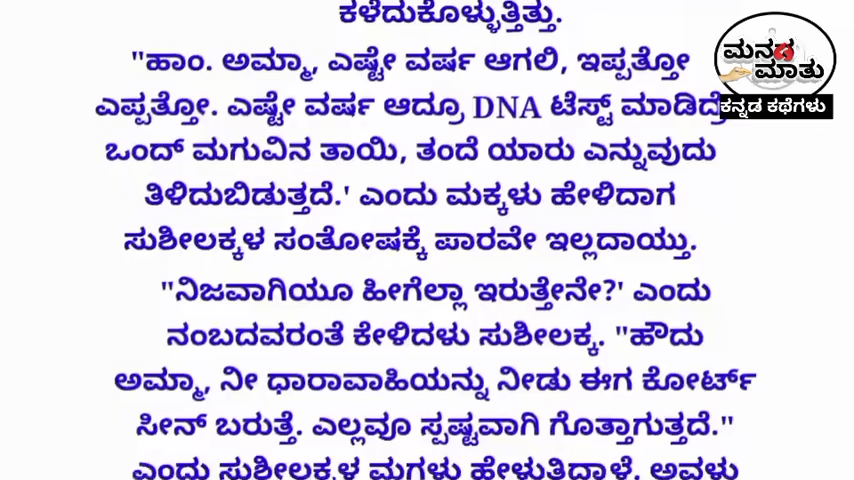 ಕಳೆದುಕೊಳ್ಳುತ್ತಿತ್ತು.
"ಹಾಂ. ಅಮ್ಮಾ, ಎಷ್ಟೇ ವರ್ಷ ಆಗಲಿ, ಇಪ್ಪತ್ತೋ
ಎಪ್ಪತ್ತೋ. ಎಷ್ಟೇ ವರ್ಷ ಆದ್ರೂ DNA ಟೆಸ್ಟ್ ಮಾಡಿದ್ರೆ
ಒಂದ್ ಮಗುವಿನ ತಾಯಿ, ತಂದೆ ಯಾರು ಎನ್ನುವುದು
ತಿಳಿದುಬಿಡುತ್ತದೆ.' ಎಂದು ಮಕ್ಕಳು ಹೇಳಿದಾಗ
ಸುಶೀಲಕ್ಕಳ ಸಂತೋಷಕ್ಕೆ ಪಾರವೇ ಇಲ್ಲದಾಯ್ತು.
"ನಿಜವಾಗಿಯೂ ಹೀಗೆಲ್ಲಾ ಇರುತ್ತೇನೇ?' ಎಂದು
ನಂಬದವರಂತೆ ಕೇಳಿದಳು ಸುಶೀಲಕ್ಕ. "ಹೌದು
ಅಮ್ಮಾ, ನೀ ಧಾರಾವಾಹಿಯನ್ನು ನೀಡು ಈಗ ಕೋರ್ಟ್
ಸೀನ್ ಬರುತ್ತೆ. ಎಲ್ಲವೂ ಸ್ಪಷ್ಟವಾಗಿ ಗೊತ್ತಾಗುತ್ತದೆ."
ಎಂದು ಸುಶೀಲಕ್ಕಳ ಮಗಳು ಹೇಳುತ್ತಿದ್ದಾಳೆ. ಅವಳು
ಮನದ
ಮಾತು
ಕನ್ನಡ ಕಥೆಗಳು